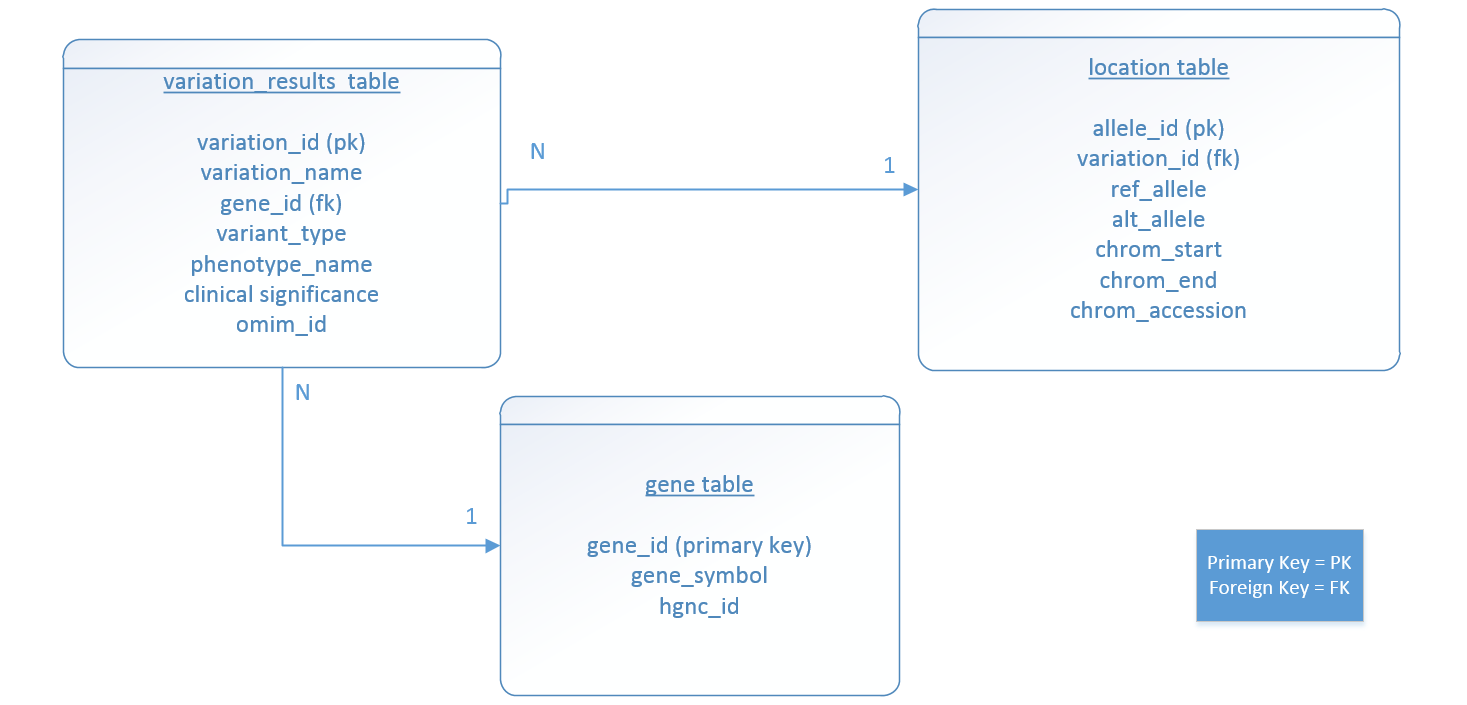 variation_results_table
variation_id (pk)
variation_name
gene_id (fk)
variant_type
phenotype_name
clinical significance
omim_id
N
1
location table
allele_id (pk)
variation_id (fk)
ref_allele
alt_allele
chrom_start
chrom_end
chrom_accession
N
1
gene table
gene_id (primary key)
gene_symbol
hgnc_id
Primary Key = PK
Foreign Key = FK